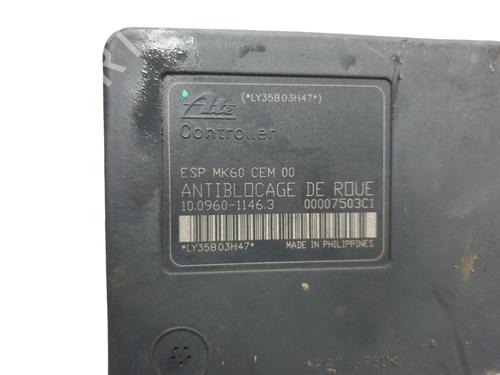 (*LY35B03H47*)
Ate
Controller
ESP MK60 CEM 00
ANTIBLOCAGE DE ROUE
10.0960-1146.3 00007503C1
*LY35B03H47* MADE IN PHILIPPINES